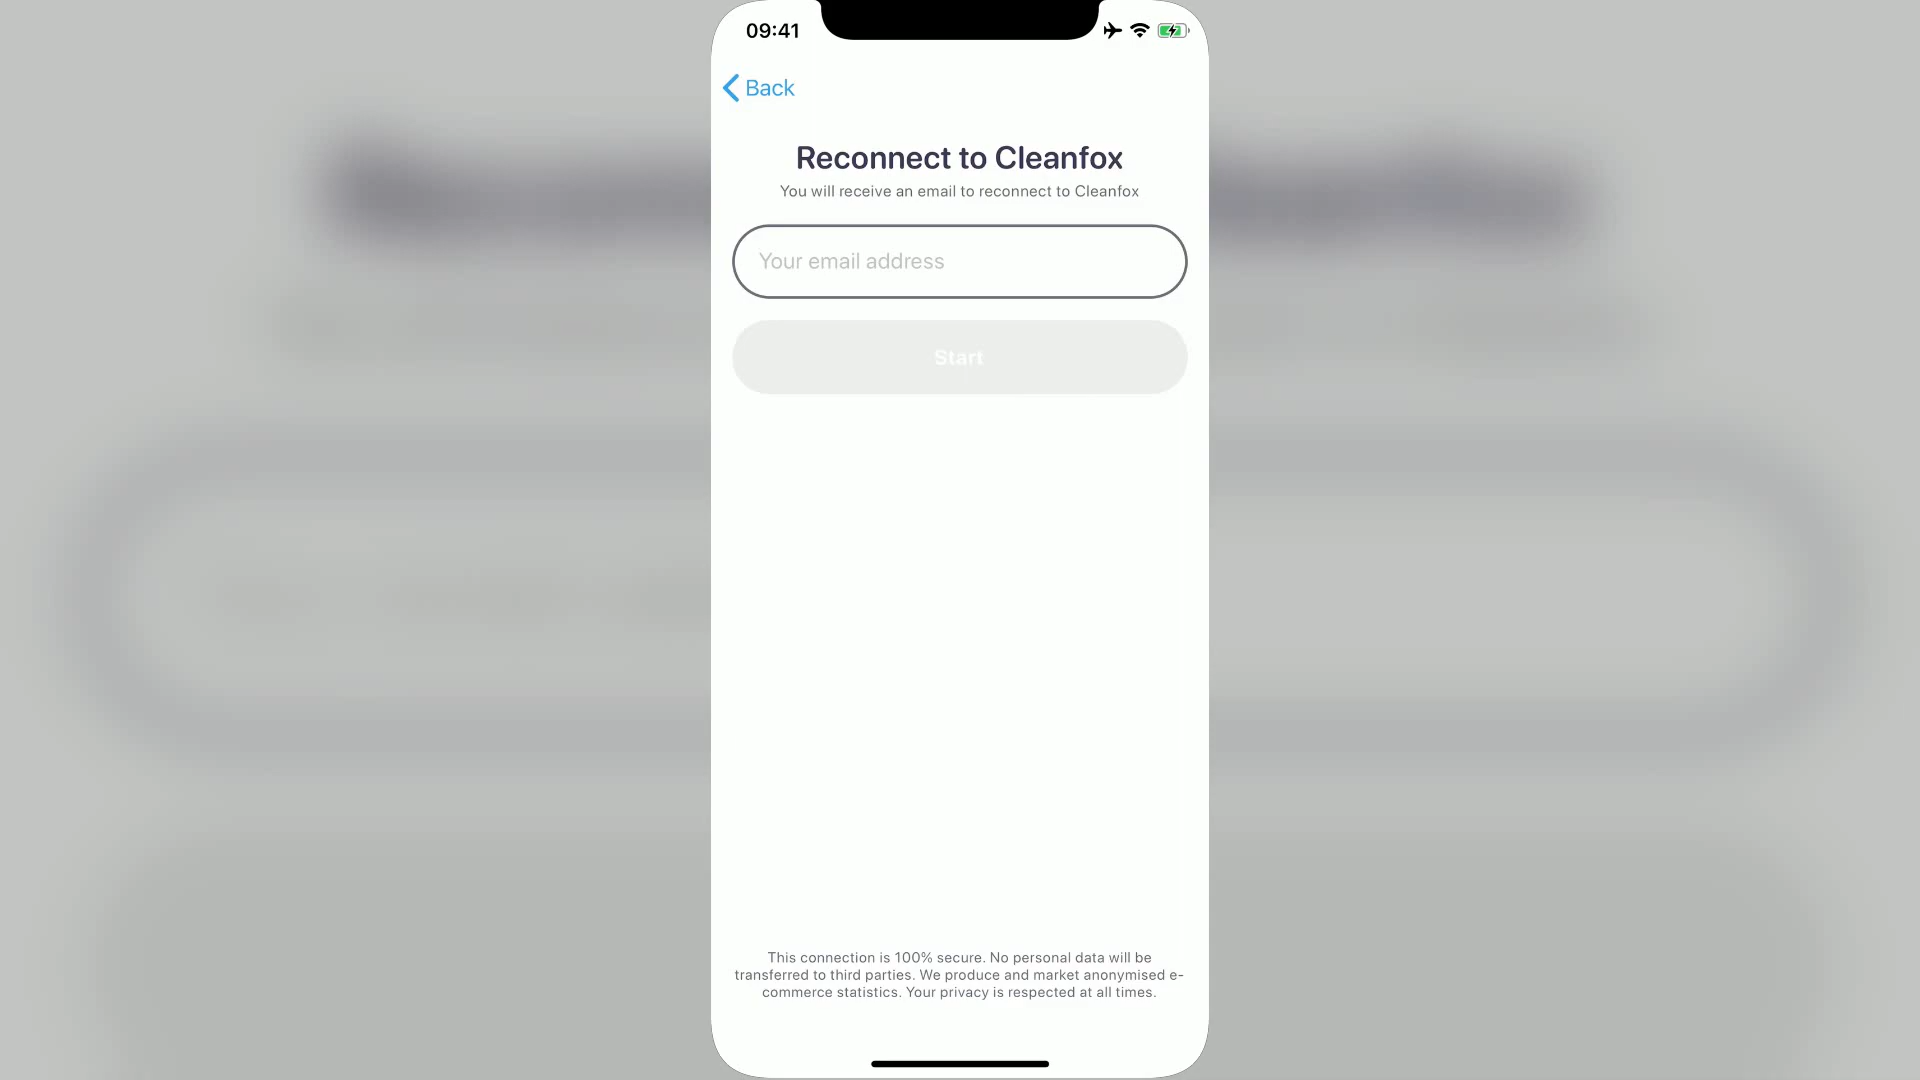 09:41
Back
Reconnect to Cleanfox
You will receive an email to reconnect to Cleanfox
Your email address
Start
This connection is 100% secure. No personal data will be
transferred to third parties. We produce and market anonymised e-
commerce statistics. Your privacy is respected at all times.